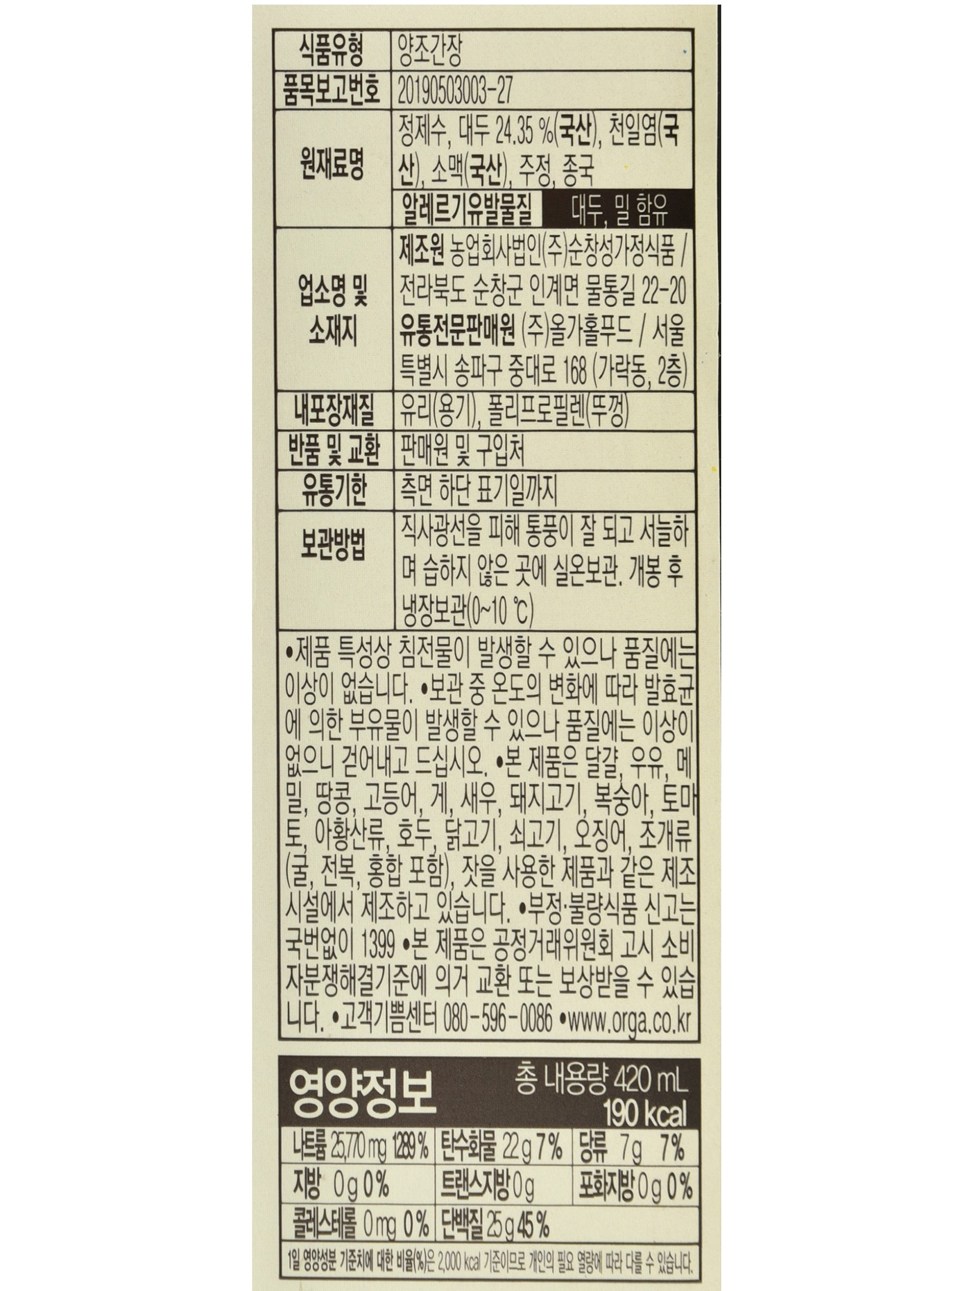 식품유형 양조간장
품목보고번호 20190503003-27
원재료명 정제수, 대두 24.35 %(국산), 천일염(국
산), 소맥(국산), 주정, 종국
알레르기유발물질 대두, 밀 함유
업소명 및 소재지 제조원 농업회사법인(주)순창성가정식품 /
전라북도 순창군 인계면 물통길 22-20
유통전문판매원 (주)올가홀푸드 / 서울
특별시 송파구 중대로 168 (가락동, 2층)
내포장재질 유리(용기), 폴리프로필렌(뚜껑)
반품 및 교환 판매원 및 구입처
유통기한 측면 하단 표기일까지
보관방법 직사광선을 피해 통풍이 잘 되고 서늘하
며 습하지 않은 곳에 실온보관. 개봉 후
냉장보관(0~10 ℃)
•제품 특성상 침전물이 발생할 수 있으나 품질에는
이상이 없습니다. •보관 중 온도의 변화에 따라 발효균
에 의한 부유물이 발생할 수 있으나 품질에는 이상이
없으니 걷어내고 드십시오. •본 제품은 달걀, 우유, 메
밀, 땅콩, 고등어, 게, 새우, 돼지고기, 복숭아, 토마
토, 아황산류, 호두, 닭고기, 쇠고기, 오징어, 조개류
(굴, 전복, 홍합 포함), 잣을 사용한 제품과 같은 제조
시설에서 제조하고 있습니다. •부정·불량식품 신고는
국번없이 1399 •본 제품은 공정거래위원회 고시 소비
자분쟁해결기준에 의거 교환 또는 보상받을 수 있습
니다. •고객기쁨센터 080-596-0086 •www.orga.co.kr
영양정보 총 내용량 420 mL
190 kcal
나트륨 25,770 mg 1289% 탄수화물 22 g 7% 당류 7 g 7%
지방 0 g 0% 트랜스지방 0 g 포화지방 0 g 0%
콜레스테롤 0 mg 0% 단백질 25 g 45%
1일 영양성분 기준치에 대한 비율(%)은 2,000 kcal 기준이므로 개인의 필요 열량에 따라 다를 수 있습니다.